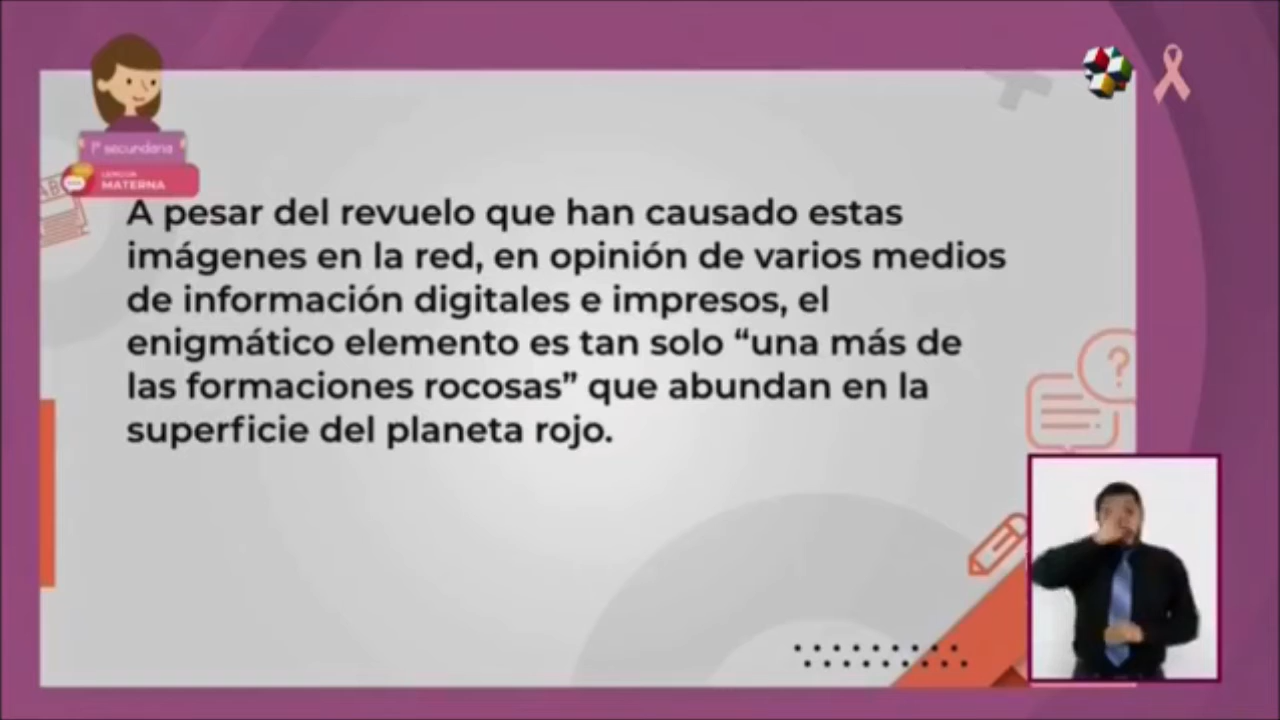 1° secundaria
LENGUA
MATERNA
A pesar del revuelo que han causado estas
imágenes en la red, en opinión de varios medios
de información digitales e impresos, el
enigmático elemento es tan solo “una más de
las formaciones rocosas” que abundan en la
superficie del planeta rojo.
?